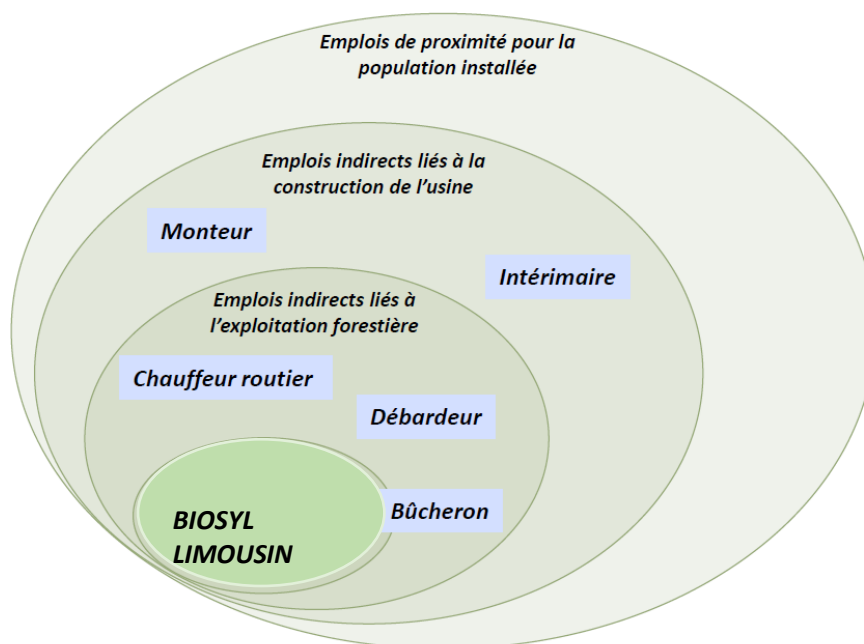 Emplois de proximité pour la
population installée
Emplois indirects liés à la
construction de l'usine
Monteur
Intérimaire
Emplois indirects liés à
l'exploitation forestière
Chauffeur routier
Débardeur
Bûcheron
BIOSYL
LIMOUSIN